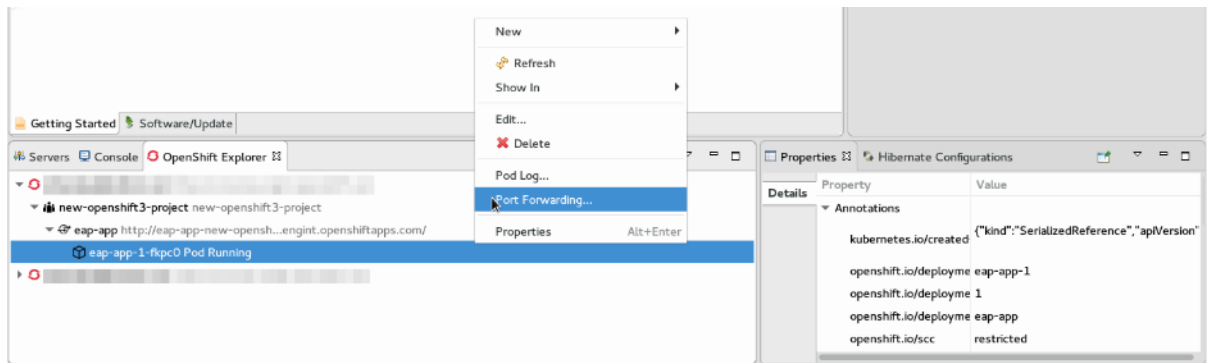 New
Refresh
Show In
Edit...
Delete
Pod Log...
Port Forwarding...
Properties Alt+Enter
Getting Started Software/Update
Servers Console OpenShift Explorer
new-openshift3-project new-openshift3-project
eap-app http://eap-app-new-opensh...engint.openshiftapps.com/
eap-app-1-fkpc0 Pod Running
Properties Hibernate Configurations
Details
Property Value
Annotations
kubernetes.io/created {"kind":"SerializedReference","apiVersion"
openshift.io/deployme eap-app-1
openshift.io/deployme 1
openshift.io/deployme eap-app
openshift.io/scc restricted